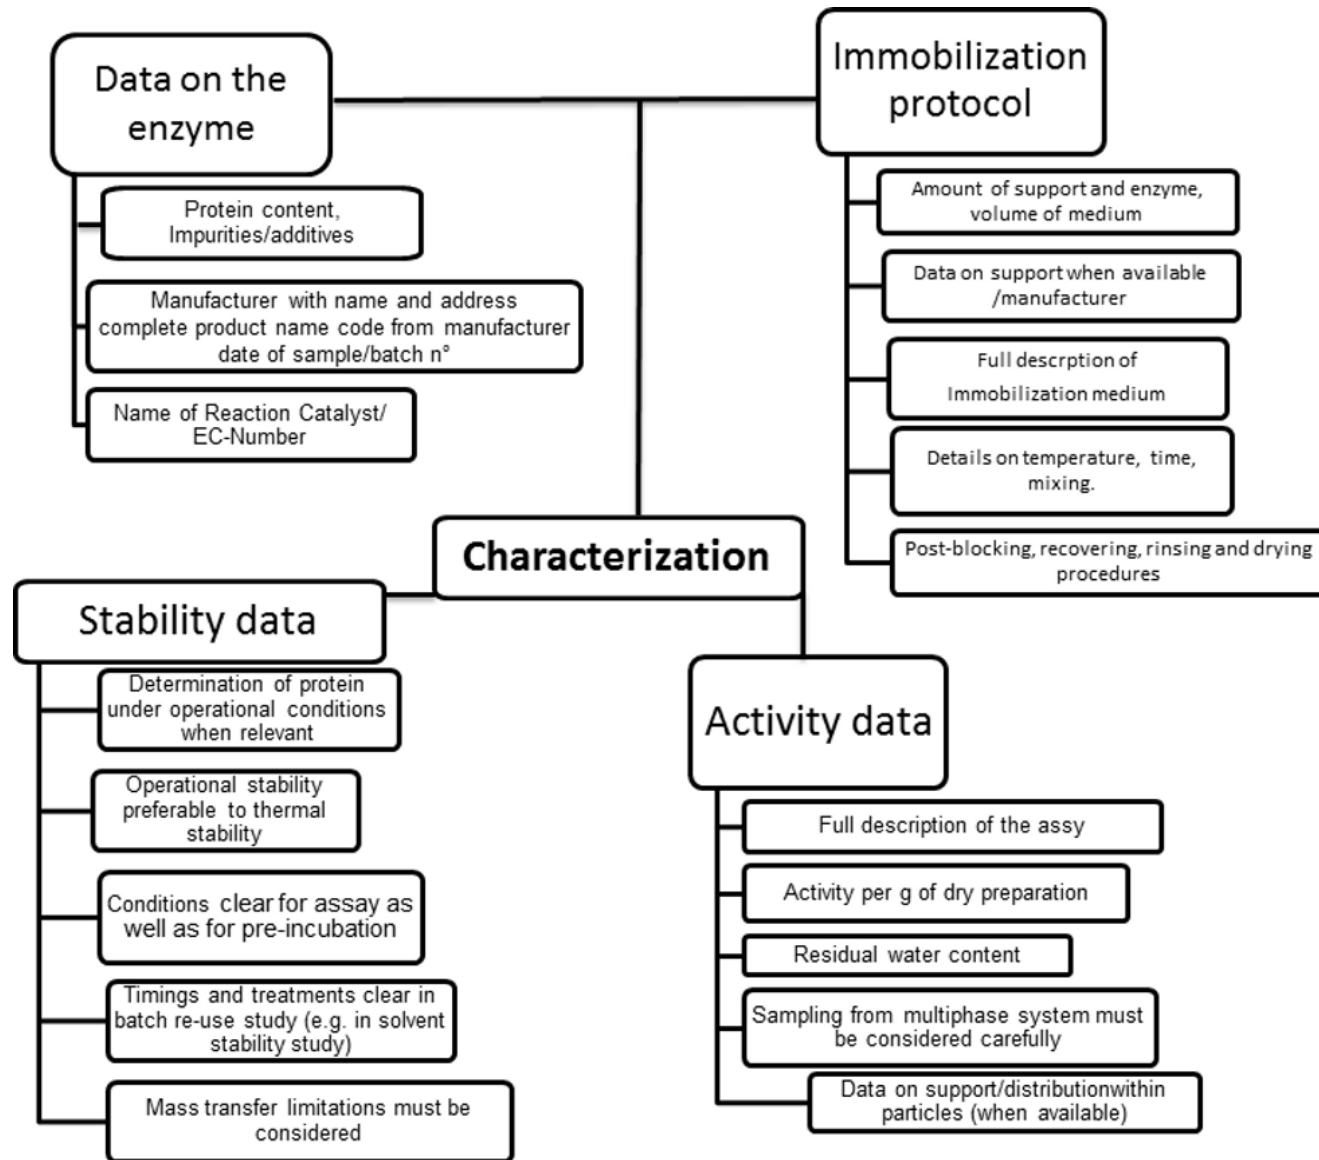 Data on the
enzyme
Protein content,
Impurities/additives
Manufacturer with name and address
complete product name code from manufacturer
date of sample/batch n°
Name of Reaction Catalyst/
EC-Number
Immobilization
protocol
Amount of support and enzyme,
volume of medium
Data on support when available
/manufacturer
Full descrption of
Immobilization medium
Details on temperature, time,
mixing.
Post-blocking, recovering, rinsing and drying
procedures
Characterization
Stability data
Determination of protein
under operational conditions
when relevant
Operational stability
preferable to thermal
stability
Conditions clear for assay as
well as for pre-incubation
Timings and treatments clear in
batch re-use study (e.g. in solvent
stability study)
Mass transfer limitations must be
considered
Activity data
Full description of the assy
Activity per g of dry preparation
Residual water content
Sampling from multiphase system must
be considered carefully
Data on support/distributionwithin
particles (when available)